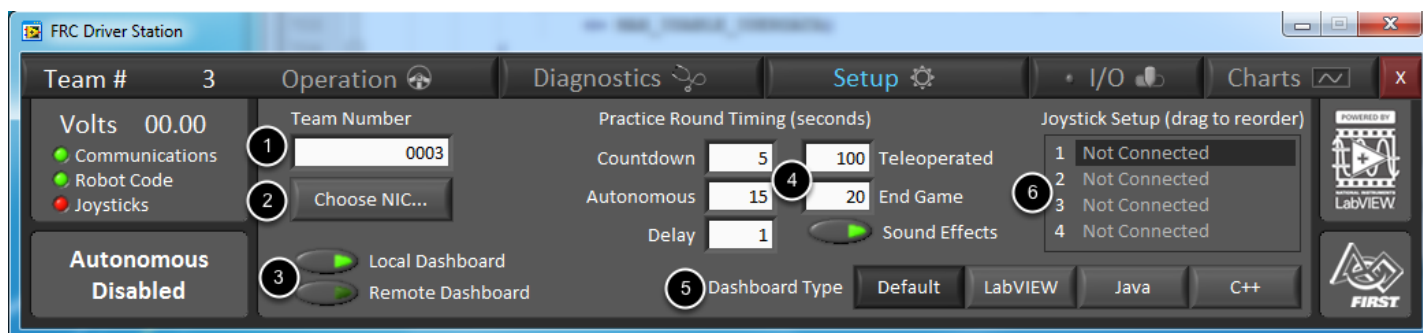 FRC Driver Station
Team # 3
Operation
Diagnostics
Setup
I/O
Charts
X
Volts 00.00
Communications
Robot Code
Joysticks
Autonomous
Disabled
1
Team Number
0003
2
Choose NIC...
3
Local Dashboard
Remote Dashboard
Practice Round Timing (seconds)
Countdown 5
100 Teleoperated
4
Autonomous 15
20 End Game
Delay 1
Sound Effects
5
Dashboard Type
Default
LabVIEW
Java
C++
Joystick Setup (drag to reorder)
6
1 Not Connected
2 Not Connected
3 Not Connected
4 Not Connected
POWERED BY
NATIONAL INSTRUMENTS
LabVIEW
FIRST